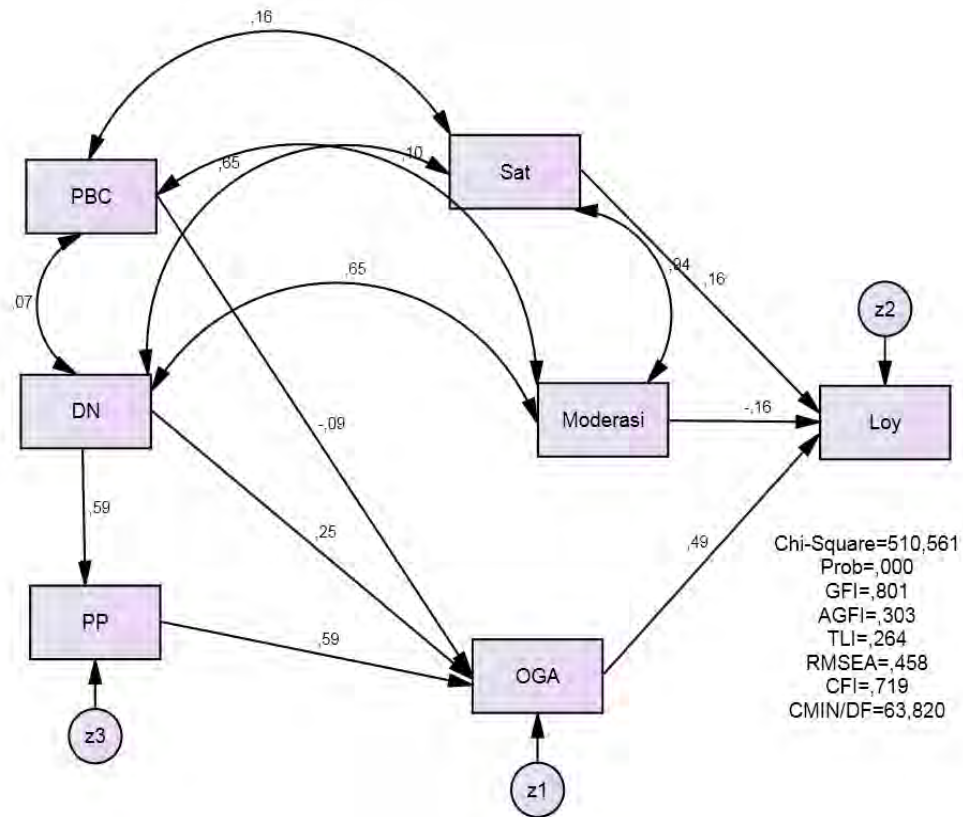 ,16
Sat
,65
,10
PBC
,94
,16
,07
,65
z2
DN
Moderasi
-,16
Loy
-,09
,59
,25
,49
PP
,59
OGA
z3
z1
Chi-Square=510,561
Prob=,000
GFI=,801
AGFI=,303
TLI=,264
RMSEA=,458
CFI=,719
CMIN/DF=63,820